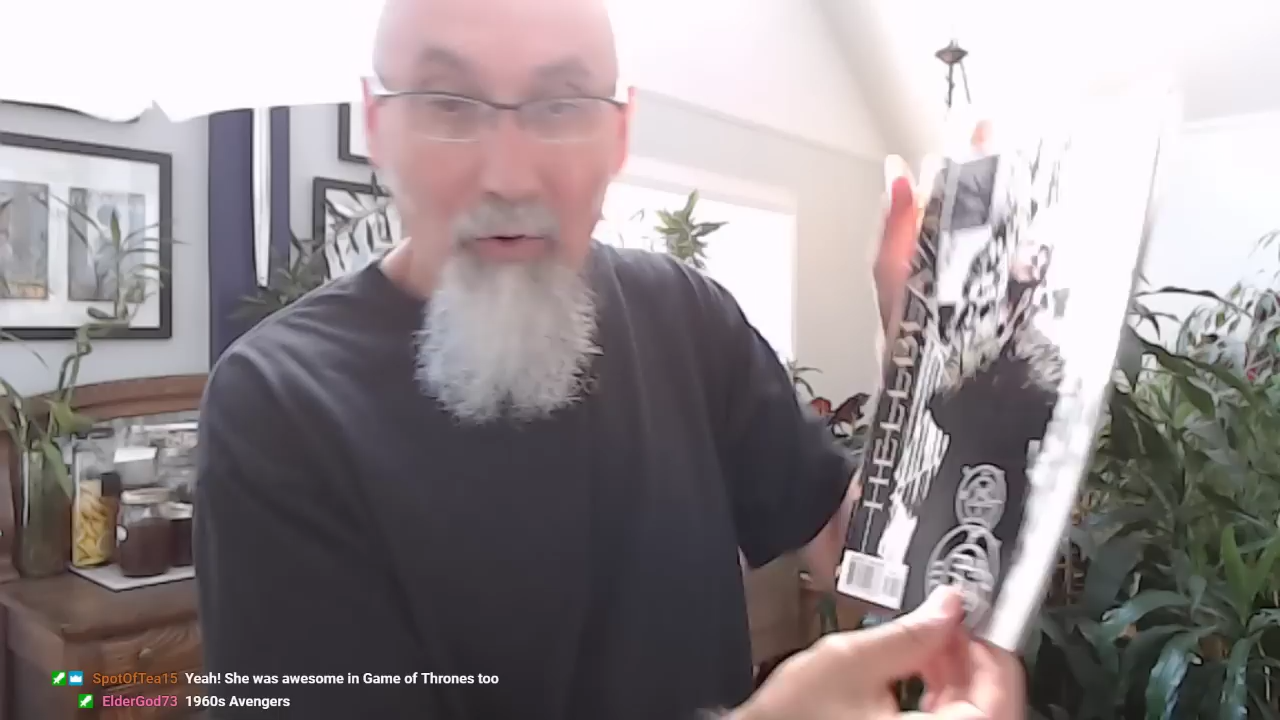 SpotOfTea15 Yeah! She was awesome in Game of Thrones too
ElderGod73 1960s Avengers